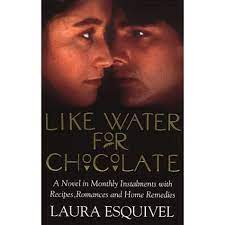 LIKE WATER
FOR
CHOCOLATE
A Novel in Monthly Instalments with
Recipes, Romances and Home Remedies
LAURA ESQUIVEL